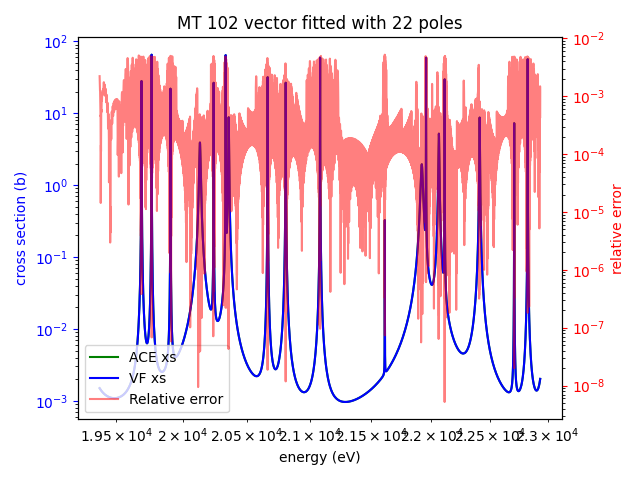 MT 102 vector fitted with 22 poles
10²
10¹
10⁰
10⁻¹
10⁻²
10⁻³
cross section (b)
10⁻²
10⁻³
10⁻⁴
10⁻⁵
10⁻⁶
10⁻⁷
10⁻⁸
relative error
ACE xs
VF xs
Relative error
1.95 × 10⁴ 2 × 10⁴ 2.05 × 10⁴ 2.1 × 10⁴ 2.15 × 10⁴ 2.2 × 10⁴ 2.25 × 10⁴ 2.3 × 10⁴
energy (eV)